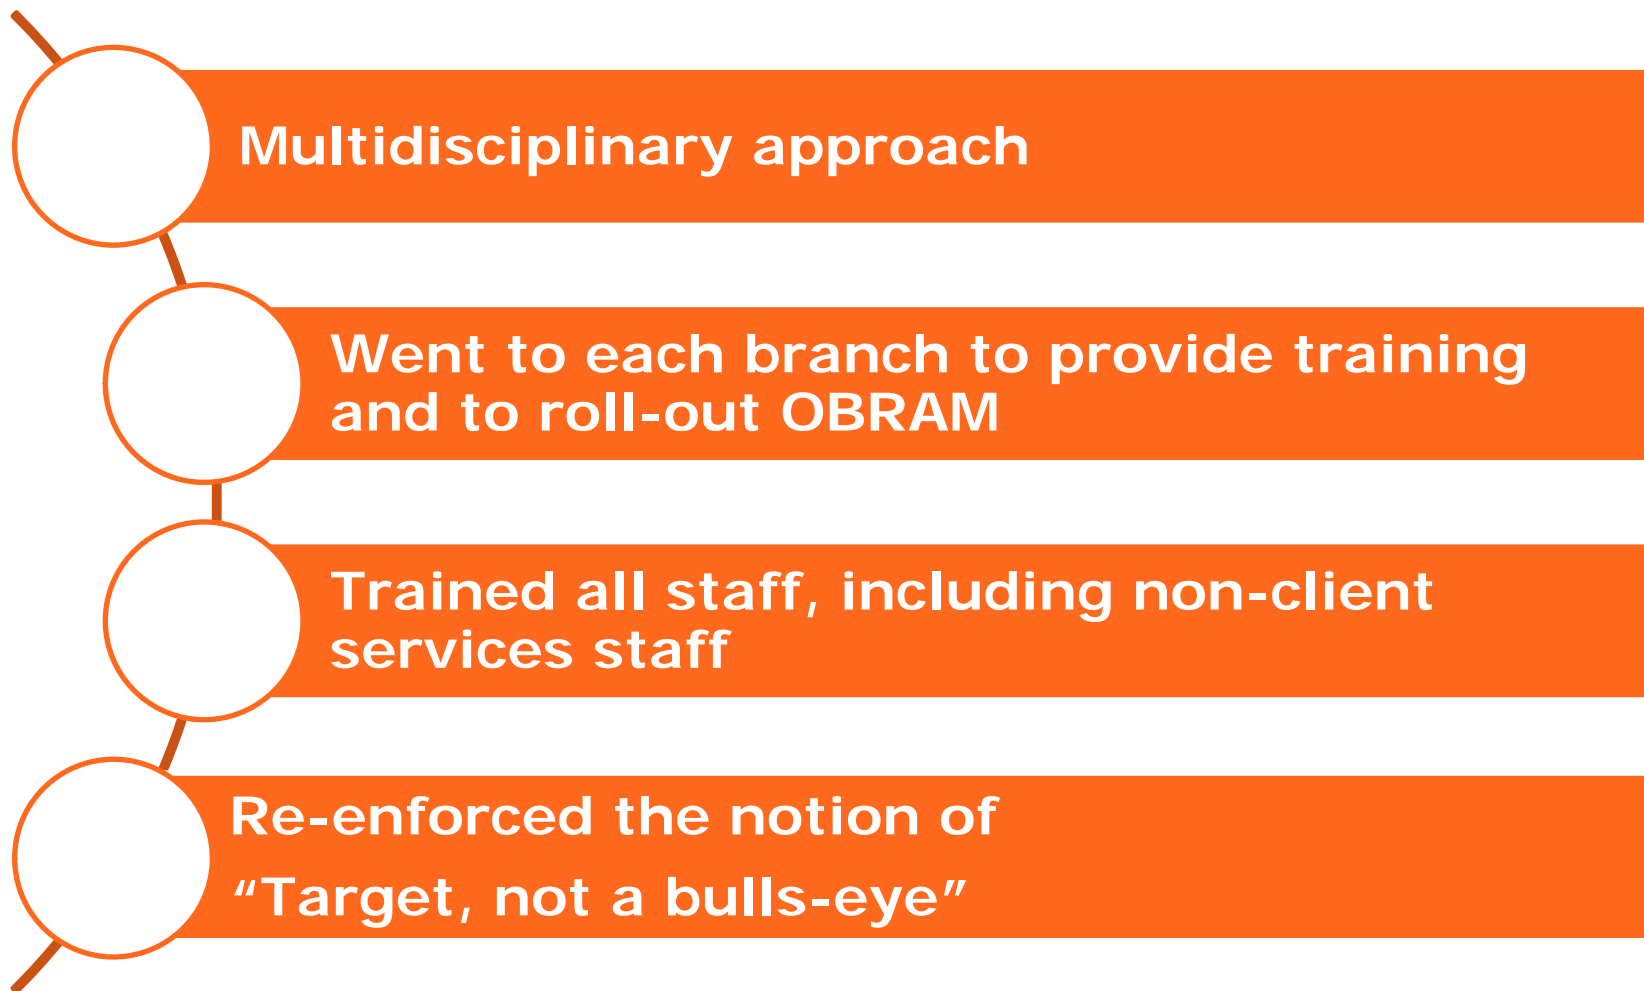 Multidisciplinary approach
Went to each branch to provide training
and to roll-out OBRAM
Trained all staff, including non-client
services staff
Re-enforced the notion of
“Target, not a bulls-eye”